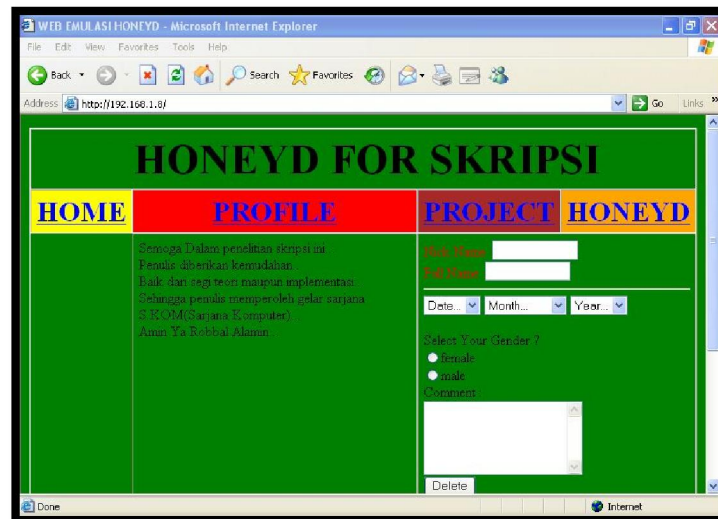 WEB EMULASI HONEYD - Microsoft Internet Explorer
File Edit View Favorites Tools Help
Back Search Favorites
Address http://192.168.1.8/ Go Links »
HONEYD FOR SKRIPSI
HOME PROFILE PROJECT HONEYD
Semoga Dalam penelitian skripsi ini...
Penulis diberikan kemudahan...
Baik dari segi teori maupun implementasi.
Sehingga penulis memperoleh gelar sarjana
S.KOM(Sarjana Komputer)...
Amin Ya Robbal Alamin...
Nick Name
Full Name
Date... Month... Year...
Select Your Gender ?
female
male
Comment
Delete
Done Internet